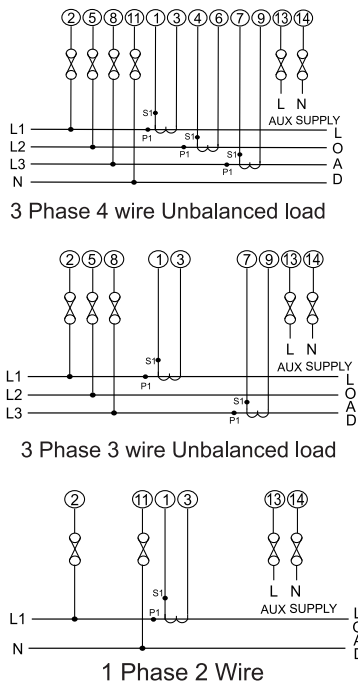 2 5 8 11 1 3 4 6 7 9 13 14
S1 L N
S1 AUX SUPPLY
L1 P1 L
S1
L2 P1 O
L3 P1 A
N D
3 Phase 4 wire Unbalanced load
2 5 8 1 3 7 9 13 14
L N
S1 AUX SUPPLY
L1 P1 L
L2 S1 O
L3 P1 A
D
3 Phase 3 wire Unbalanced load
2 11 1 3 13 14
S1 L N
P1 AUX SUPPLY
L1 L
O
A
N D
1 Phase 2 Wire